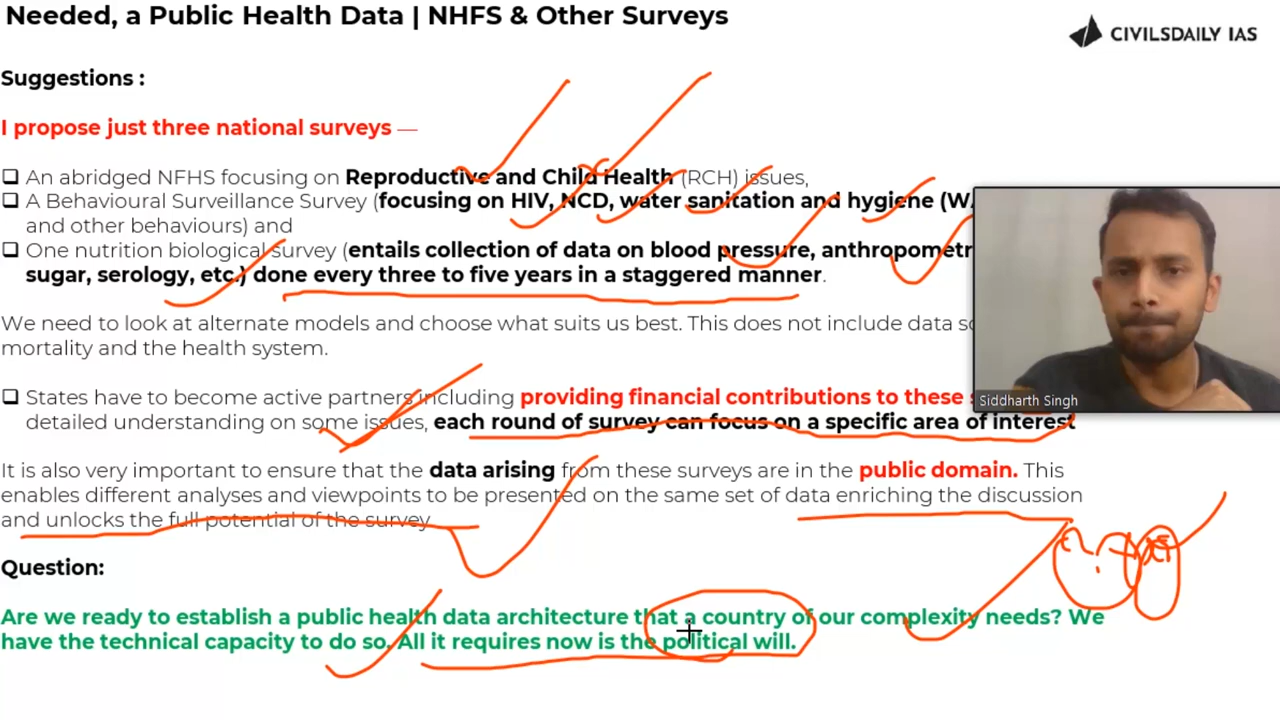 Needed, a Public Health Data | NHFS & Other Surveys
CIVILSDAILY IAS
Suggestions :
I propose just three national surveys —
❑ An abridged NFHS focusing on Reproductive and Child Health (RCH) issues,
❑ A Behavioural Surveillance Survey (focusing on HIV, NCD, water sanitation and hygiene
and other behaviours) and
❑ One nutrition biological survey (entails collection of data on blood pressure,
sugar, serology, etc.) done every three to five years in a staggered manner.
We need to look at alternate models and choose what suits us best. This does not include data
mortality and the health system.
❑ States have to become active partners including providing financial contributions to these
detailed understanding on some issues, each round of survey can focus on a specific area of interest
It is also very important to ensure that the data arising from these surveys are in the public domain. This
enables different analyses and viewpoints to be presented on the same set of data enriching the discussion
and unlocks the full potential of the survey.
Question:
Are we ready to establish a public health data architecture that a country of our complexity needs? We
have the technical capacity to do so. All it requires now is the political will.
Siddharth Singh